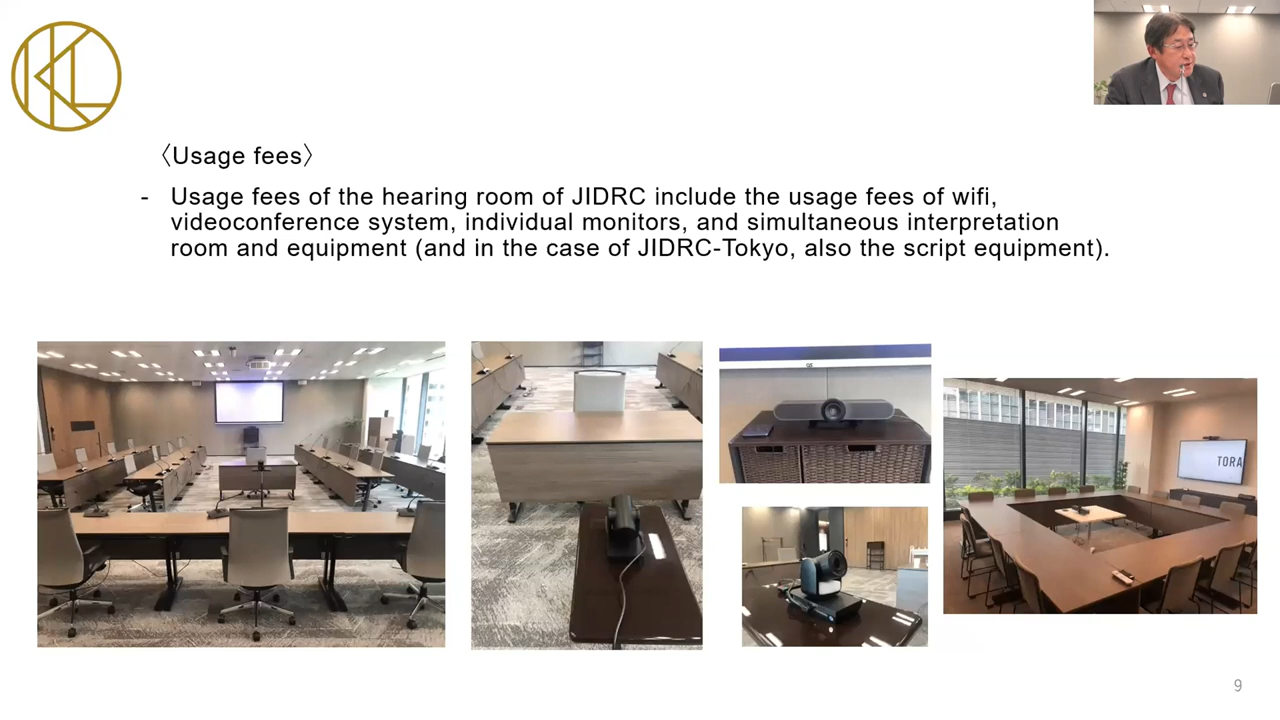 〈Usage fees〉
- Usage fees of the hearing room of JIDRC include the usage fees of wifi,
videoconference system, individual monitors, and simultaneous interpretation
room and equipment (and in the case of JIDRC-Tokyo, also the script equipment).
TORA
9